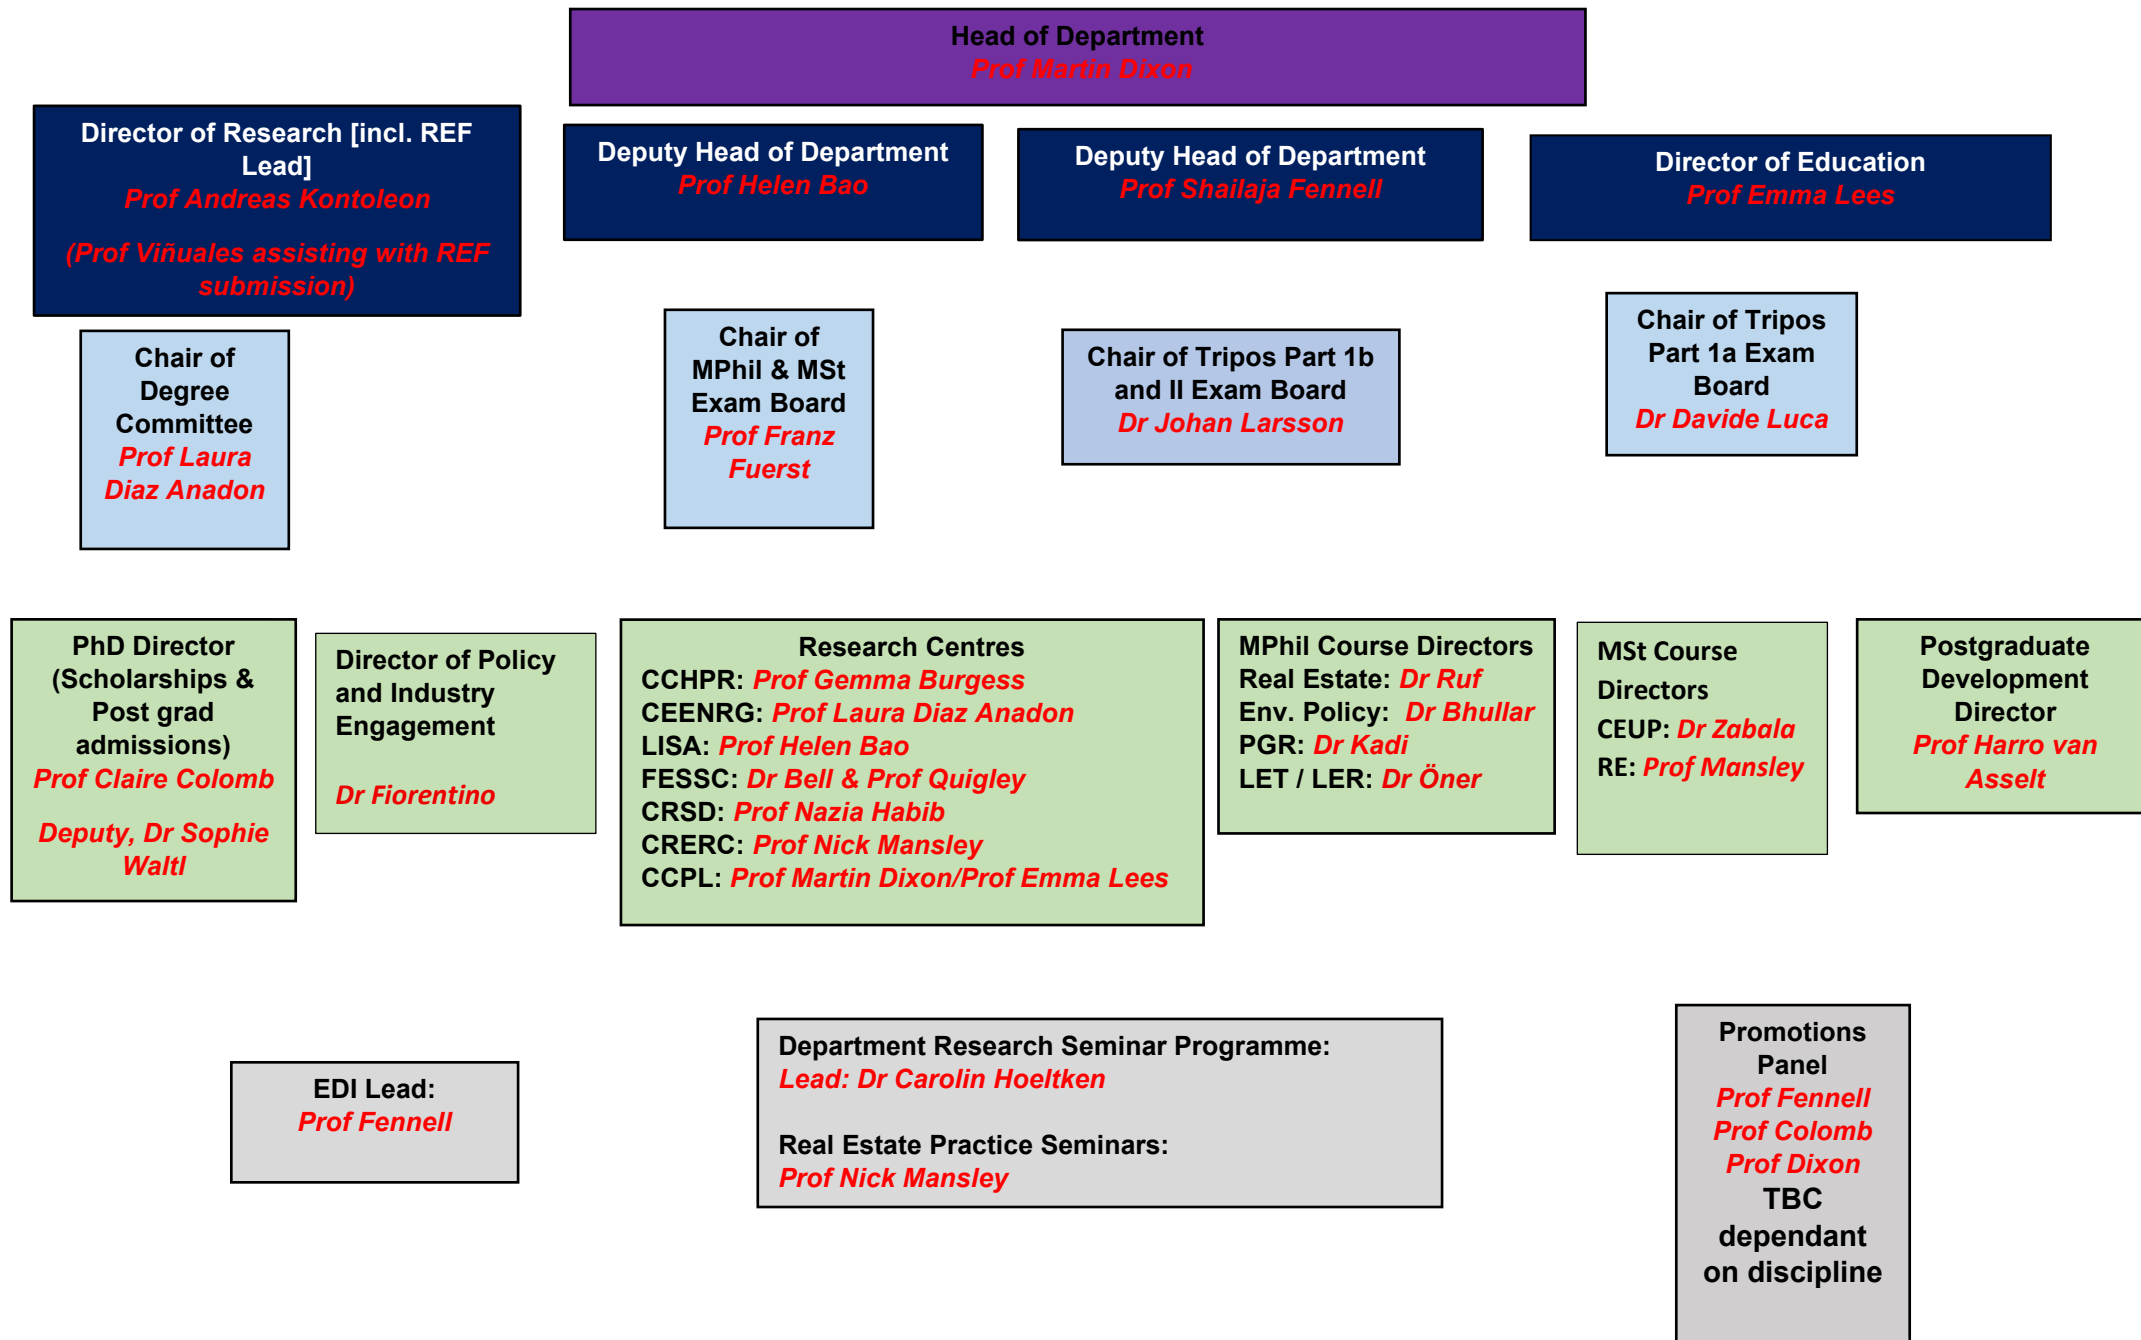 Head of Department
Prof Martin Dixon
Director of Research [incl. REF
Lead]
Prof Andreas Kontoleon
(Prof Viñuales assisting with REF
submission)
Deputy Head of Department
Prof Helen Bao
Deputy Head of Department
Prof Shailaja Fennell
Director of Education
Prof Emma Lees
Chair of
Degree
Committee
Prof Laura
Diaz Anadon
Chair of
MPhil & MSt
Exam Board
Prof Franz
Fuerst
Chair of Tripos Part 1b
and II Exam Board
Dr Johan Larsson
Chair of Tripos
Part 1a Exam
Board
Dr Davide Luca
PhD Director
(Scholarships &
Post grad
admissions)
Prof Claire Colomb
Deputy, Dr Sophie
Waltl
Director of Policy
and Industry
Engagement
Dr Fiorentino
Research Centres
CCHPR: Prof Gemma Burgess
CEENRG: Prof Laura Diaz Anadon
LISA: Prof Helen Bao
FESSC: Dr Bell & Prof Quigley
CRSD: Prof Nazia Habib
CRERC: Prof Nick Mansley
CCPL: Prof Martin Dixon/Prof Emma Lees
MPhil Course Directors
Real Estate: Dr Ruf
Env. Policy: Dr Bhullar
PGR: Dr Kadi
LET / LER: Dr Öner
MSt Course
Directors
CEUP: Dr Zabala
RE: Prof Mansley
Postgraduate
Development
Director
Prof Harro van
Asselt
EDI Lead:
Prof Fennell
Department Research Seminar Programme:
Lead: Dr Carolin Hoeltken
Real Estate Practice Seminars:
Prof Nick Mansley
Promotions
Panel
Prof Fennell
Prof Colomb
Prof Dixon
TBC
dependant
on discipline